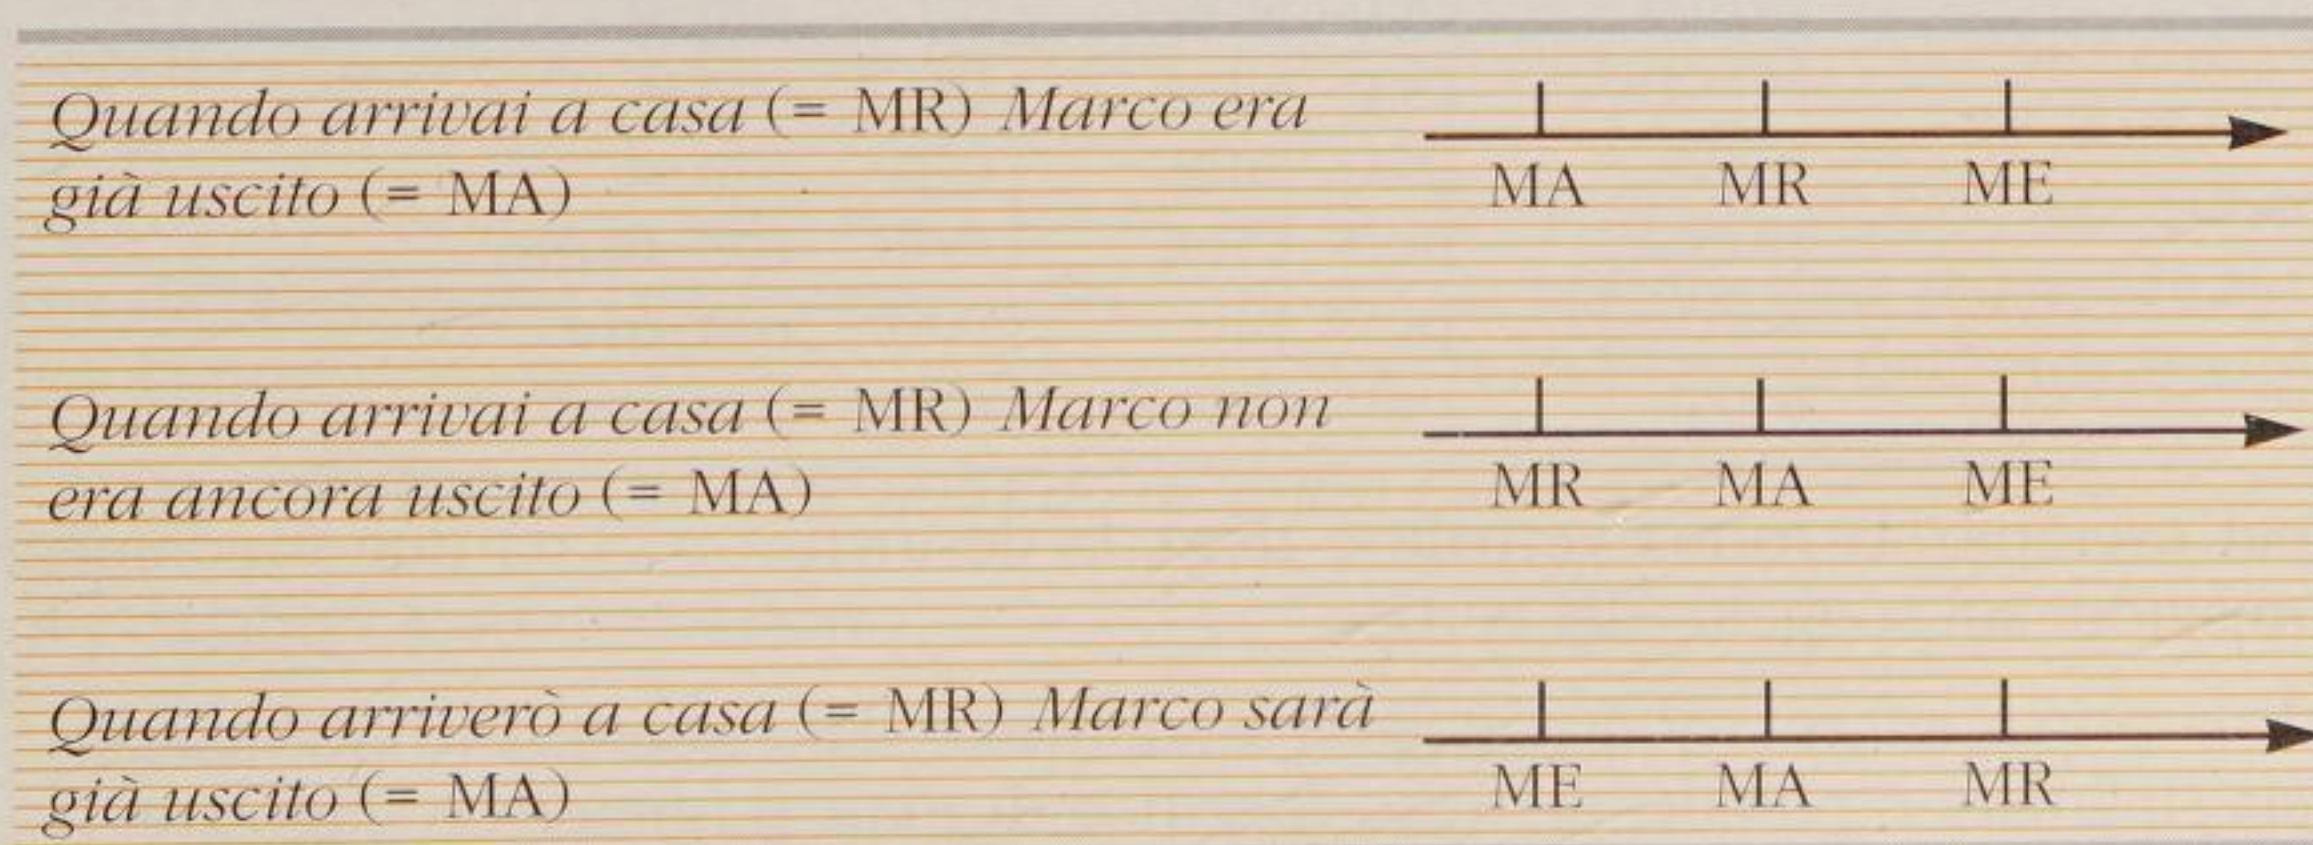 Quando arrivai a casa (= MR) Marco era
già uscito (= MA)
MA MR ME
Quando arrivai a casa (= MR) Marco non
era ancora uscito (= MA)
MR MA ME
Quando arriverò a casa (= MR) Marco sarà
già uscito (= MA)
ME MA MR